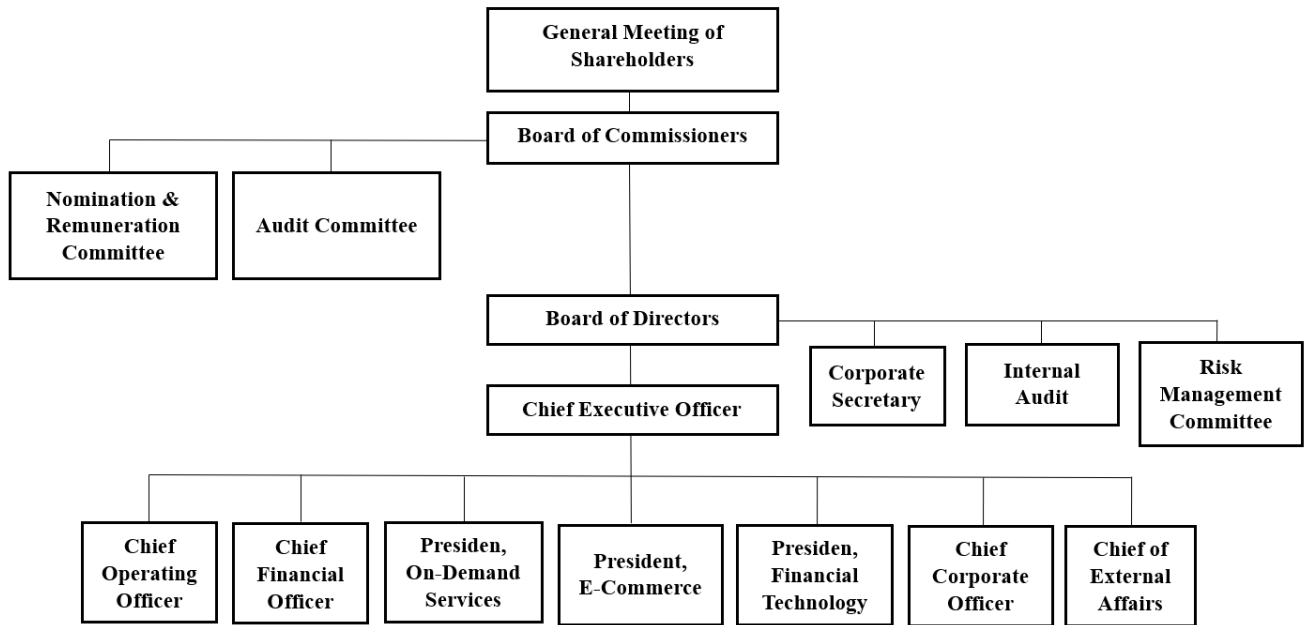 General Meeting of
Shareholders
Board of Commissioners
Nomination &
Remuneration
Committee
Audit Committee
Board of Directors
Corporate
Secretary
Internal
Audit
Risk
Management
Committee
Chief Executive Officer
Chief
Operating
Officer
Chief
Financial
Officer
Presiden,
On-Demand
Services
President,
E-Commerce
Presiden,
Financial
Technology
Chief
Corporate
Officer
Chief of
External
Affairs